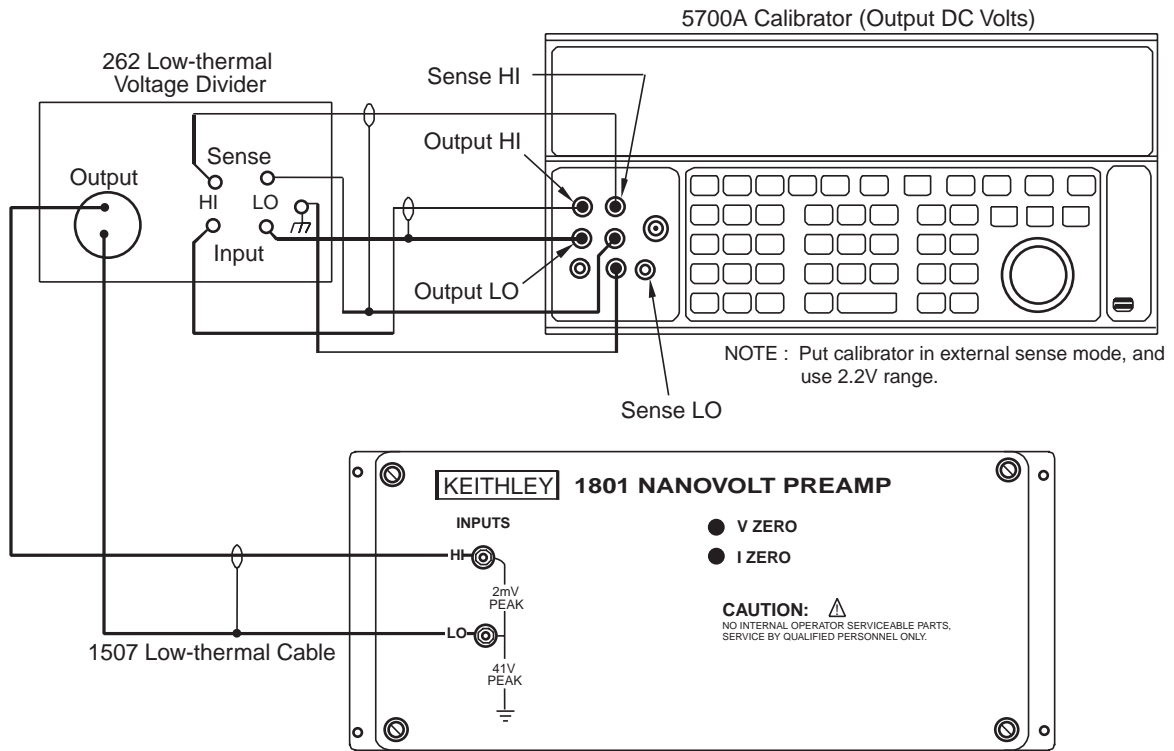 5700A Calibrator (Output DC Volts)
262 Low-thermal
Voltage Divider
Sense HI
Output HI
Sense
Output
HI
LO
Input
Output LO
NOTE : Put calibrator in external sense mode, and
use 2.2V range.
Sense LO
KEITHLEY
1801 NANOVOLT PREAMP
INPUTS
V ZERO
HI
I ZERO
2mV
PEAK
CAUTION:
NO INTERNAL OPERATOR SERVICEABLE PARTS,
SERVICE BY QUALIFIED PERSONNEL ONLY.
LO
1507 Low-thermal Cable
41V
PEAK